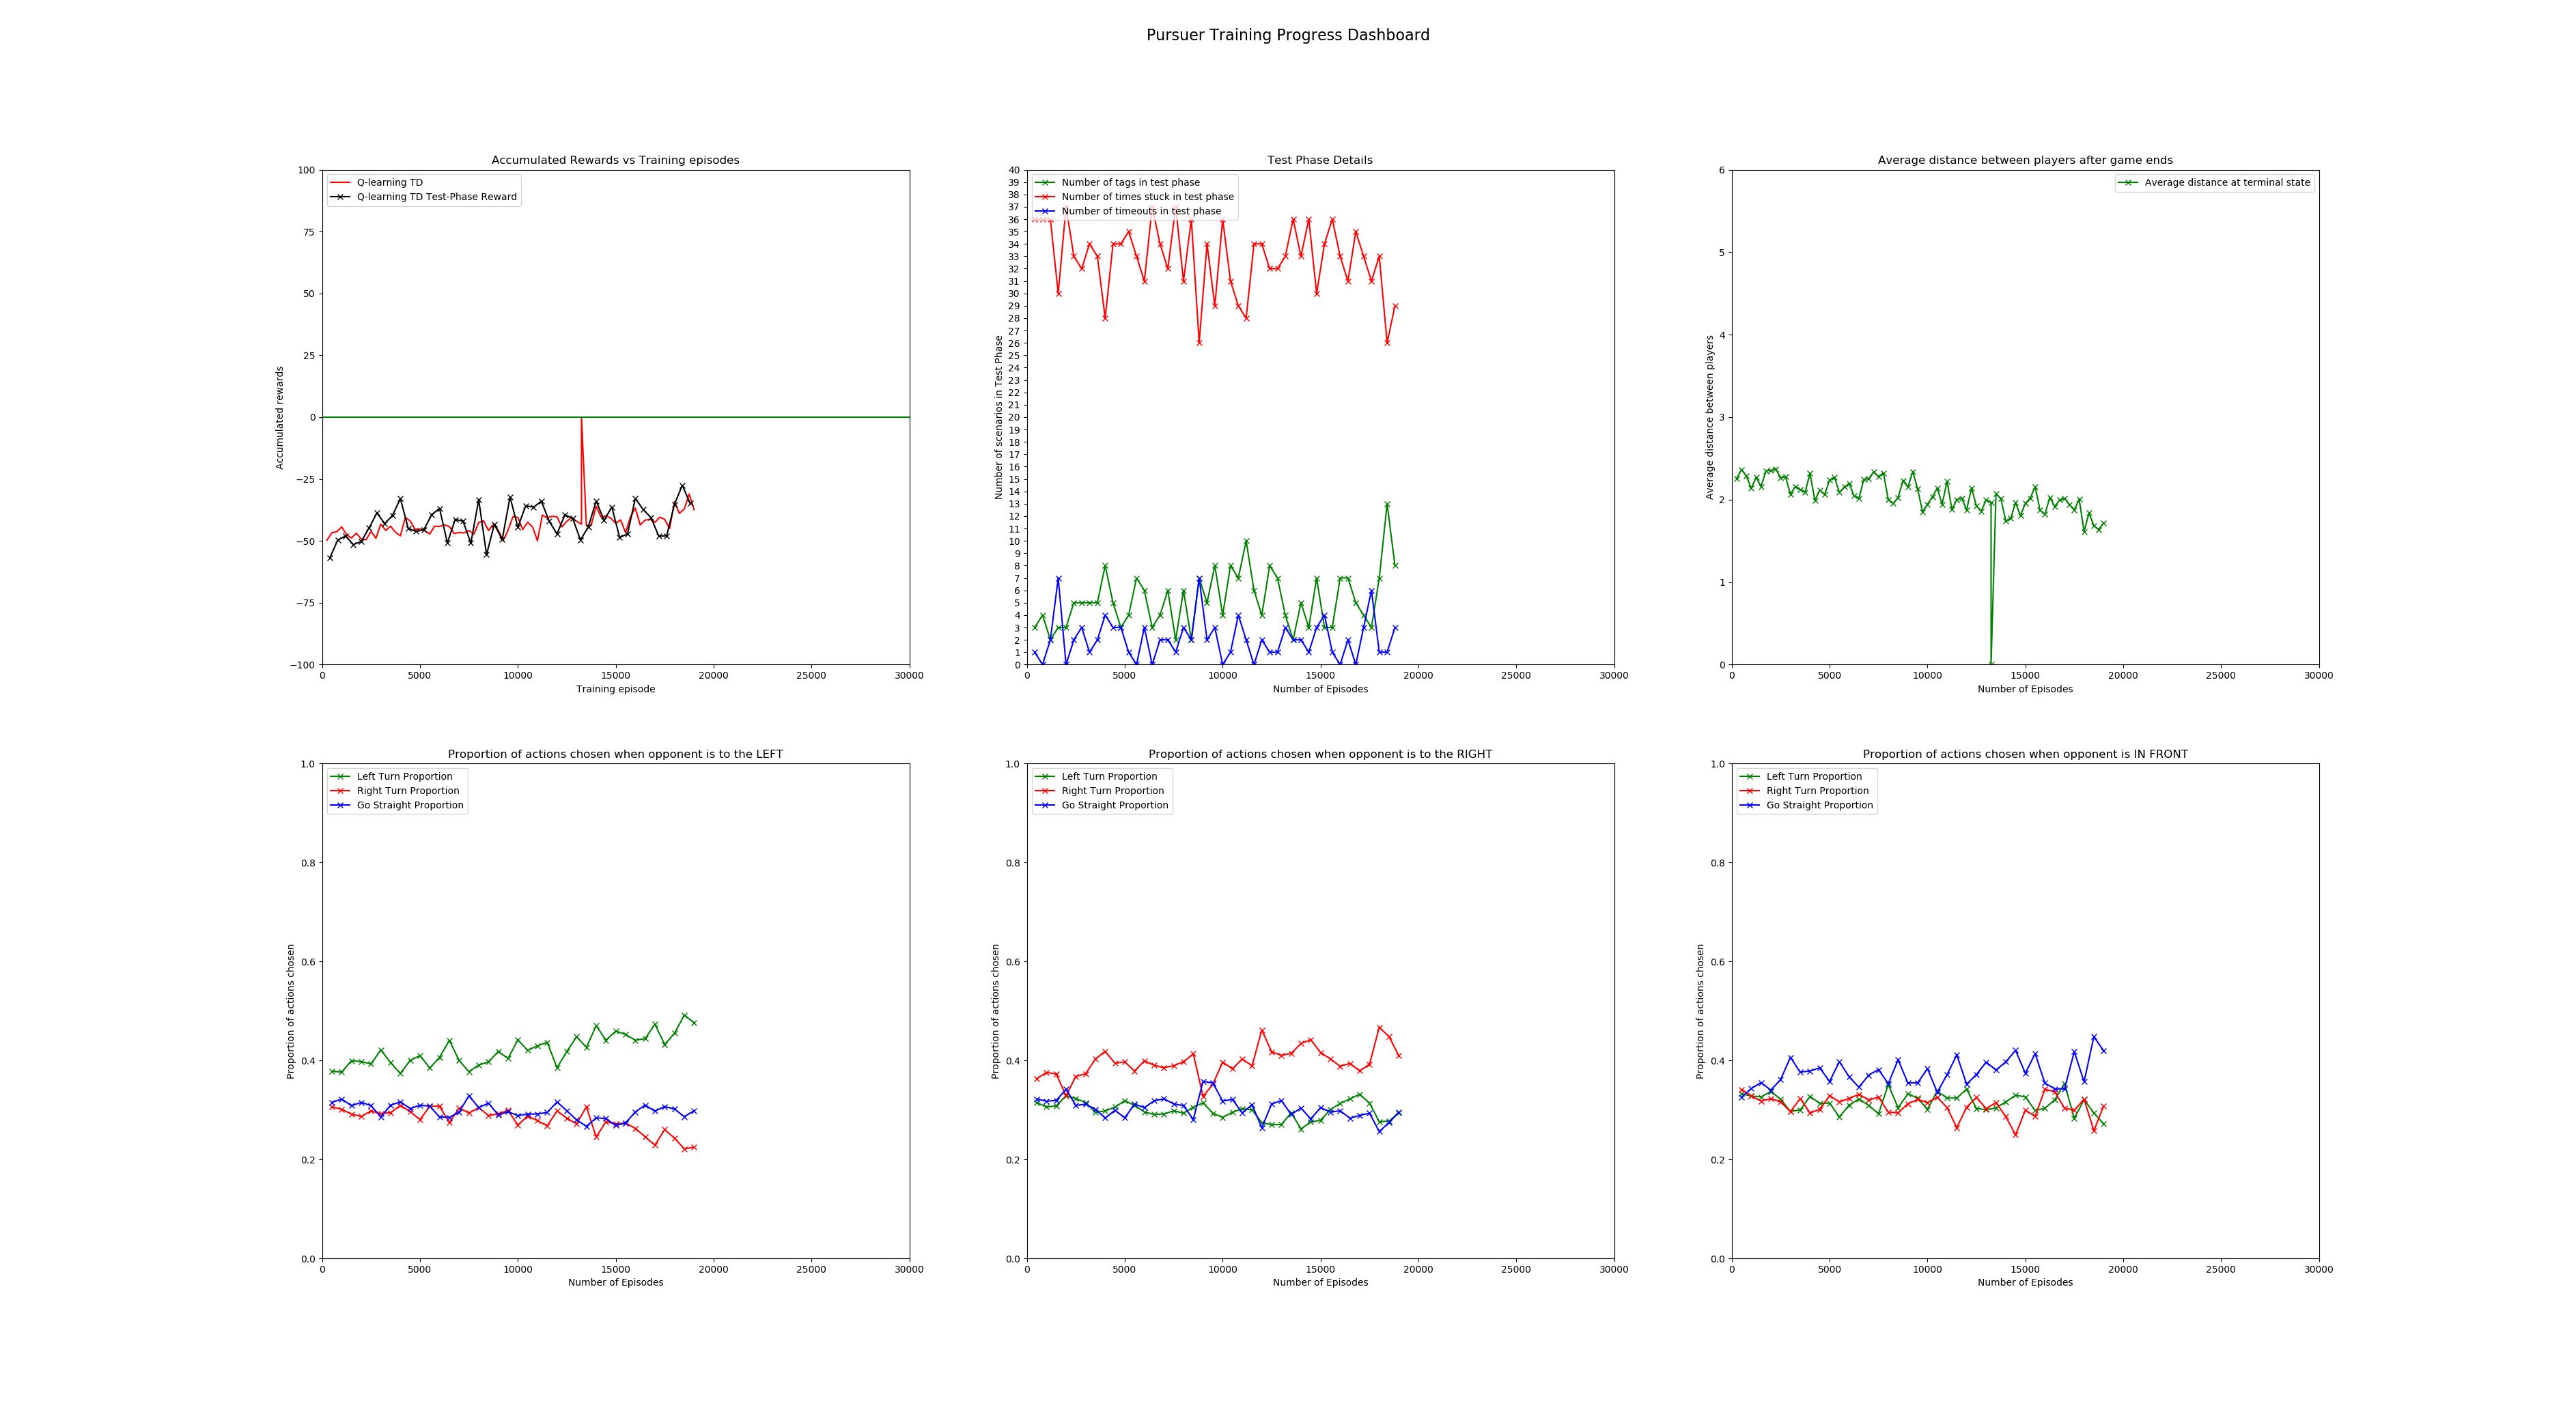 Pursuer Training Progress Dashboard
Accumulated Rewards vs Training episodes
Q-learning TD
Q-learning TD Test-Phase Reward
Accumulated rewards
100
75
50
25
0
−25
−50
−75
−100
0 5000 10000 15000 20000 25000 30000
Training episode
Test Phase Details
Number of tags in test phase
Number of times stuck in test phase
Number of timeouts in test phase
Number of scenarios in Test Phase
40
39
38
37
36
35
34
33
32
31
30
29
28
27
26
25
24
23
22
21
20
19
18
17
16
15
14
13
12
11
10
9
8
7
6
5
4
3
2
1
0
0 5000 10000 15000 20000 25000 30000
Number of Episodes
Average distance between players after game ends
Average distance at terminal state
Average distance between players
6
5
4
3
2
1
0
0 5000 10000 15000 20000 25000 30000
Number of Episodes
Proportion of actions chosen when opponent is to the LEFT
Left Turn Proportion
Right Turn Proportion
Go Straight Proportion
Proportion of actions chosen
1.0
0.8
0.6
0.4
0.2
0.0
0 5000 10000 15000 20000 25000 30000
Number of Episodes
Proportion of actions chosen when opponent is to the RIGHT
Left Turn Proportion
Right Turn Proportion
Go Straight Proportion
Proportion of actions chosen
1.0
0.8
0.6
0.4
0.2
0.0
0 5000 10000 15000 20000 25000 30000
Number of Episodes
Proportion of actions chosen when opponent is IN FRONT
Left Turn Proportion
Right Turn Proportion
Go Straight Proportion
Proportion of actions chosen
1.0
0.8
0.6
0.4
0.2
0.0
0 5000 10000 15000 20000 25000 30000
Number of Episodes